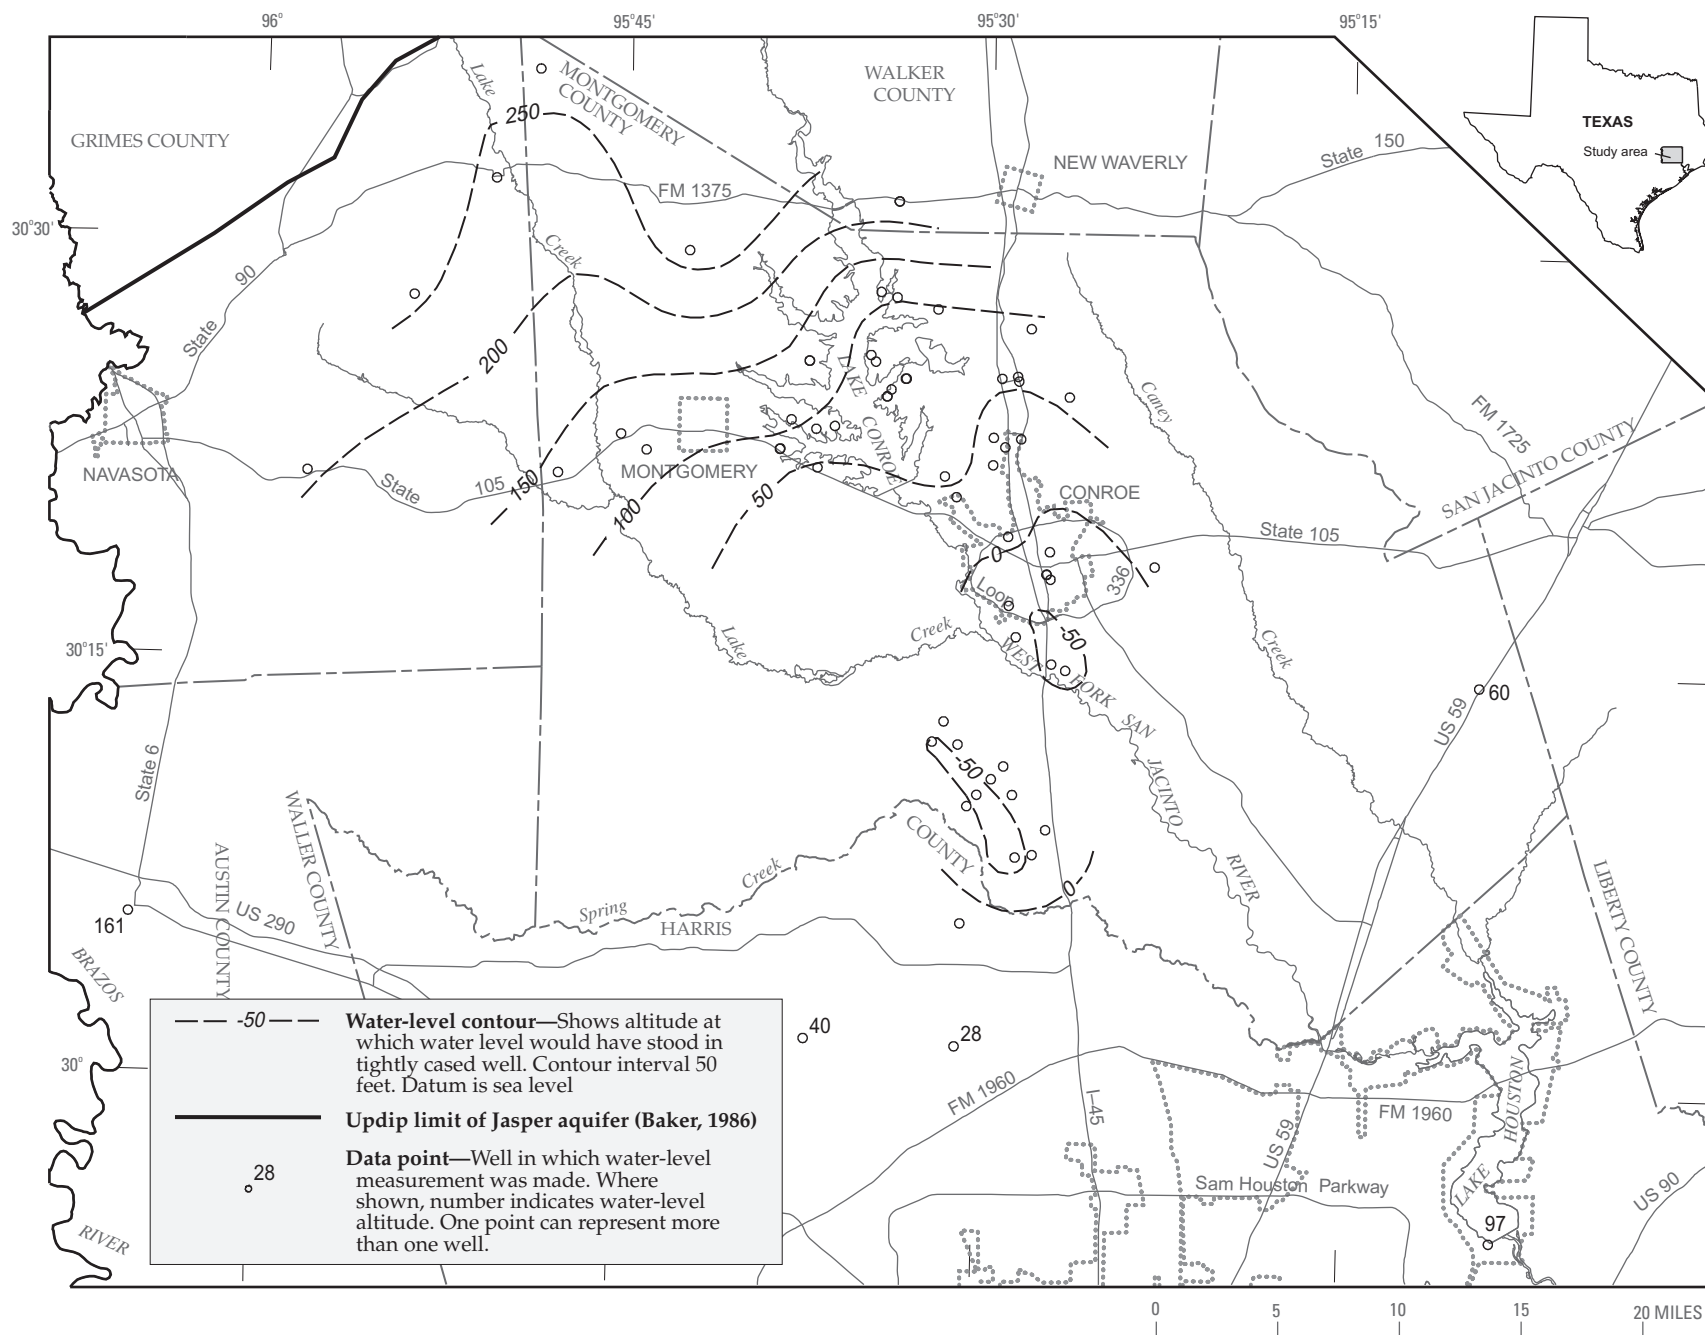 96°
95°45'
95°30'
95°15'
Lake
MONTGOMERY
COUNTY
MONTGOMERY
WALKER
COUNTY
TEXAS
Study area
GRIMES COUNTY
250
NEW WAVERLY
State 150
FM 1375
30°30'
90
State
Creek
200
LAKE
CONROE
Caney
FM 1725
SAN JACINTO COUNTY
NAVASOTA
State
105
150
MONTGOMERY
100
50
CONROE
State 105
0
336
Loop
-50
30°15'
Lake
Creek
WEST
FORK
SAN
JACINTO
RIVER
Creek
60
US 59
State 6
-50
WALLER COUNTY
AUSTIN COUNTY
COUNTY
Creek
Spring
HARRIS
0
LIBERTY COUNTY
161
US 290
BRAZOS
40
28
30°
FM 1960
I–45
FM 1960
US 59
HOUSTON
LAKE
Sam Houston Parkway
US 90
97
RIVER
-50
Water-level contour—Shows altitude at
which water level would have stood in
tightly cased well. Contour interval 50
feet. Datum is sea level
Updip limit of Jasper aquifer (Baker, 1986)
28
Data point—Well in which water-level
measurement was made. Where
shown, number indicates water-level
altitude. One point can represent more
than one well.
0
5
10
15
20 MILES